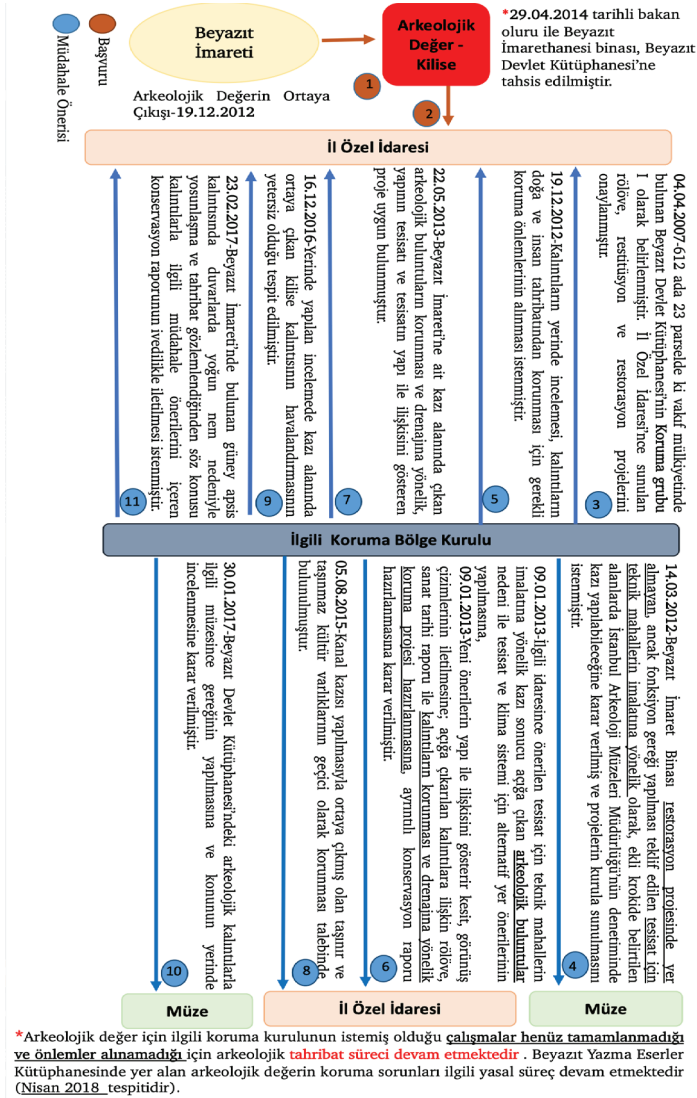 Müdahale Önerisi
Başvuru
Beyazıt
İmareti
Arkeolojik
Değer -
Kilise
*29.04.2014 tarihli bakan
oluru ile Beyazıt
İmarethanesi binası, Beyazıt
Devlet Kütüphanesi’ne
tahsis edilmiştir.
Arkeolojik Değerin Ortaya
Çıkışı-19.12.2012
1
2
İl Özel İdaresi
04.04.2007-612 ada 23 parselde ki vakıf mülkiyetinde
bulunan Beyazıt Devlet Kütüphanesi’nin Koruma grubu
I olarak belirlenmiştir. İl Özel İdaresi’nce sunulan
rölöve, restitüsyon ve restorasyon projelerini
onaylanmıştır.
3
19.12.2012-Kalıntıların yerinde incelemesi, kalıntıların
doğa ve insan tahribatından korunması için gerekli
koruma önlemlerinin alınması istenmiştir.
5
22.05.2013-Beyazıt İmareti’ne ait kazı alanında çıkan
arkeolojik buluntuların korunması ve drenajına yönelik,
yapının tesisatı ve tesisatın yapı ile ilişkisini gösteren
proje uygun bulunmuştur.
7
16.12.2016-Yerinde yapılan incelemede kazı alanında
ortaya çıkan kilise kalıntısının havalandırmasının
yetersiz olduğu tespit edilmiştir.
9
23.02.2017-Beyazıt İmareti’nde bulunan güney apsis
kalıntısında duvarlarda yoğun nem nedeniyle
yosunlaşma ve tahribat gözlemlendiğinden söz konusu
kalıntılarla ilgili müdahale önerilerini içeren
konservasyon raporunun ivedilikle iletilmesi istenmiştir.
11
İlgili Koruma Bölge Kurulu
14.03.2012-Beyazıt İmaret Binası restorasyon projesinde yer
almayan, ancak fonksiyon gereği yapılması teklif edilen tesisat için
teknik mahallerin imalatına yönelik olarak, ekli krokide belirtilen
alanlarda İstanbul Arkeoloji Müzeleri Müdürlüğü’nün denetiminde
kazı yapılabileceğine karar verilmiş ve projelerin kurula sunulmasını
istenmiştir.
4
09.01.2013-İlgili idaresince önerilen tesisat için teknik mahallerin
imalatına yönelik kazı sonucu açığa çıkan arkeolojik buluntular
nedeni ile tesisat ve klima sistemi için alternatif yer önerilerinin
yapılmasına,
09.01.2013-Yeni önerilerin yapı ile ilişkisini gösterir kesit, görünüş
çizimlerinin iletilmesine; açığa çıkarılan kalıntılara ilişkin rölöve,
sanat tarihi raporu ile kalıntıların korunması ve drenajına yönelik
koruma projesi hazırlanmasına, ayrıntılı konservasyon raporu
hazırlanmasına karar verilmiştir.
6
05.08.2015-Kanal kazısı yapılmasıyla ortaya çıkmış olan taşınır ve
taşınmaz kültür varlıklarının geçici olarak korunması talebinde
bulunulmuştur.
8
30.01.2017-Beyazıt Devlet Kütüphanesi’ndeki arkeolojik kalıntılarla
ilgili müzesince gereğinin yapılmasına ve konunun yerinde
incelenmesine karar verilmiştir.
10
Müze
İl Özel İdaresi
Müze
*Arkeolojik değer için ilgili koruma kurulunun istemiş olduğu çalışmalar henüz tamamlanmadığı
ve önlemler alınamadığı için arkeolojik tahribat süreci devam etmektedir . Beyazıt Yazma Eserler
Kütüphanesinde yer alan arkeolojik değerin koruma sorunları ilgili yasal süreç devam etmektedir
(Nisan 2018 tespitidir).